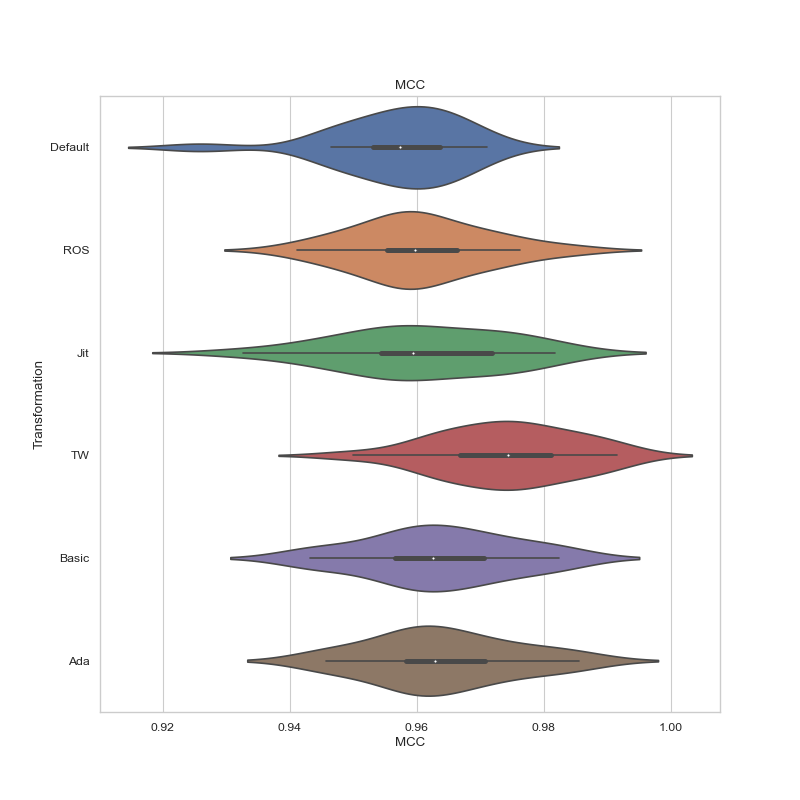 MCC
Default
ROS
Jit
TW
Basic
Ada
Transformation
0.92 0.94 0.96 0.98 1.00
MCC